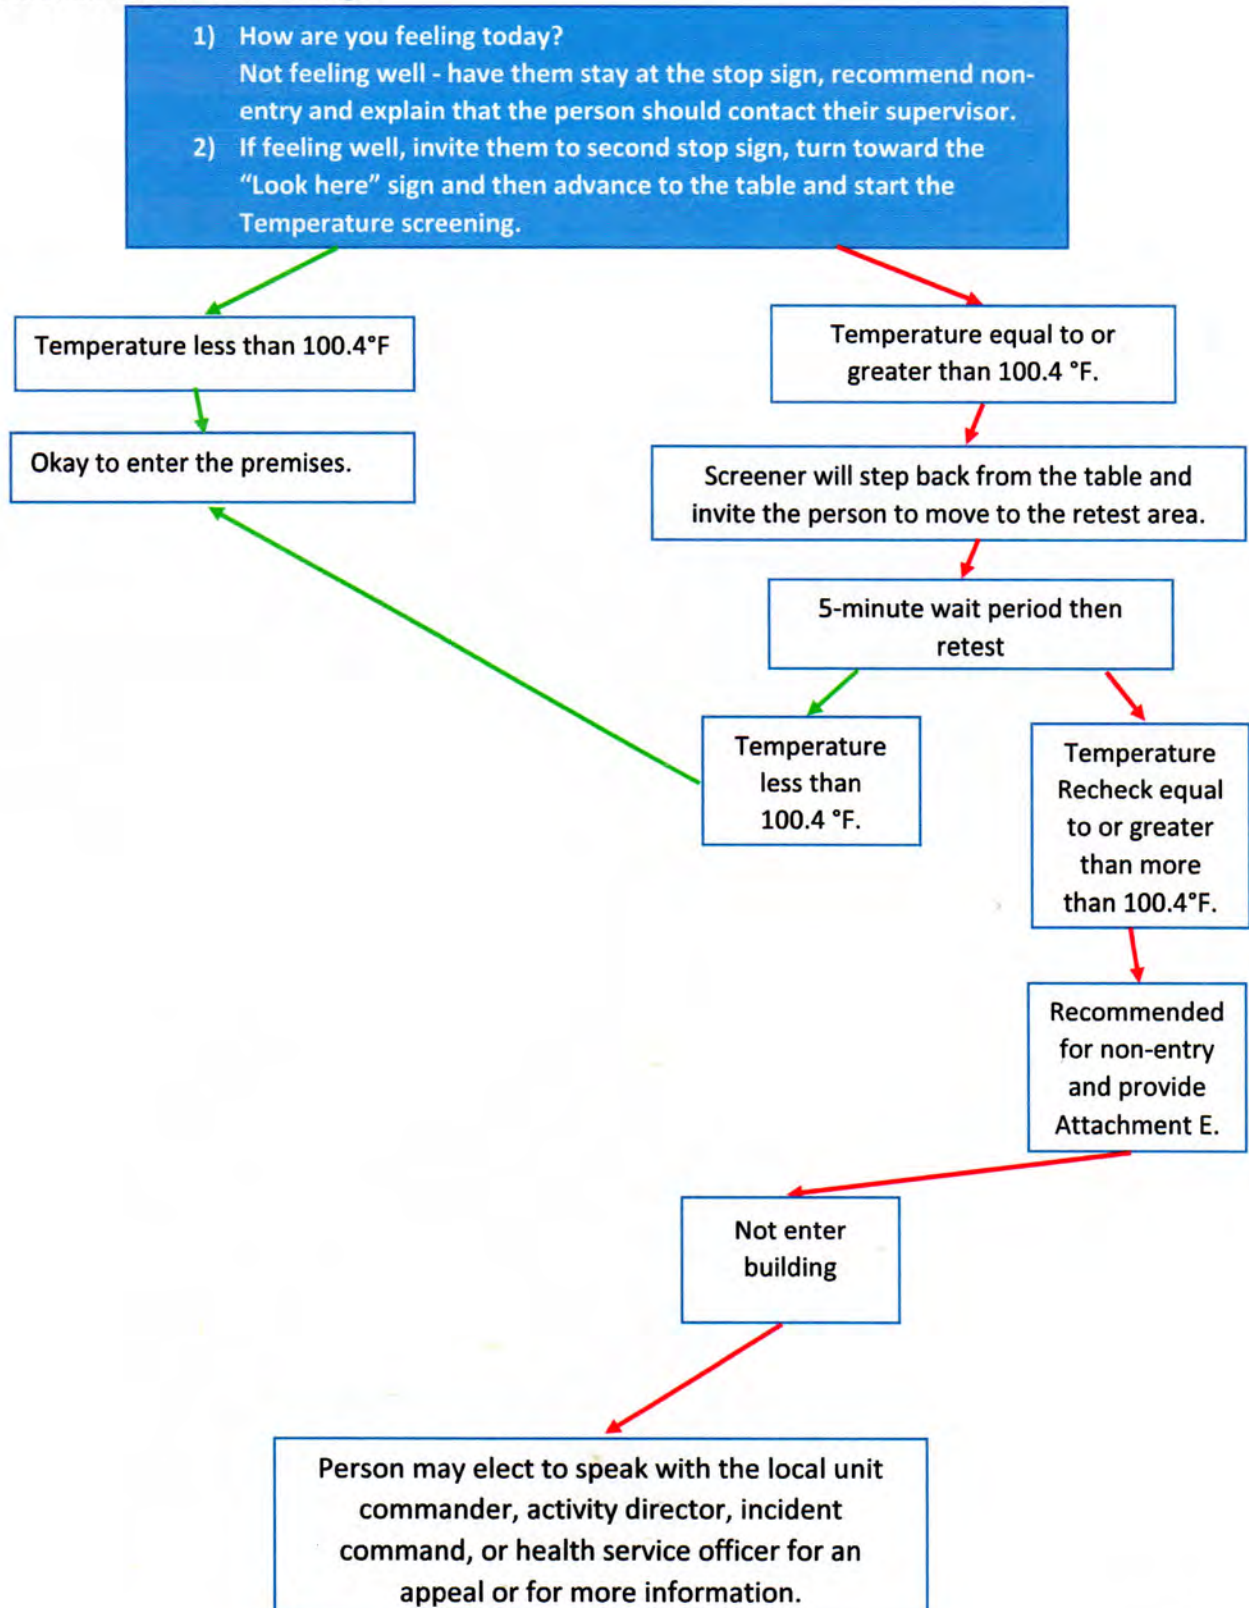 1) How are you feeling today?
Not feeling well - have them stay at the stop sign, recommend non-
entry and explain that the person should contact their supervisor.
2) If feeling well, invite them to second stop sign, turn toward the
“Look here” sign and then advance to the table and start the
Temperature screening.
Temperature less than 100.4°F
Okay to enter the premises.
Temperature equal to or
greater than 100.4 °F.
Screener will step back from the table and
invite the person to move to the retest area.
5-minute wait period then
retest
Temperature
less than
100.4 °F.
Temperature
Recheck equal
to or greater
than more
than 100.4°F.
Recommended
for non-entry
and provide
Attachment E.
Not enter
building
Person may elect to speak with the local unit
commander, activity director, incident
command, or health service officer for an
appeal or for more information.